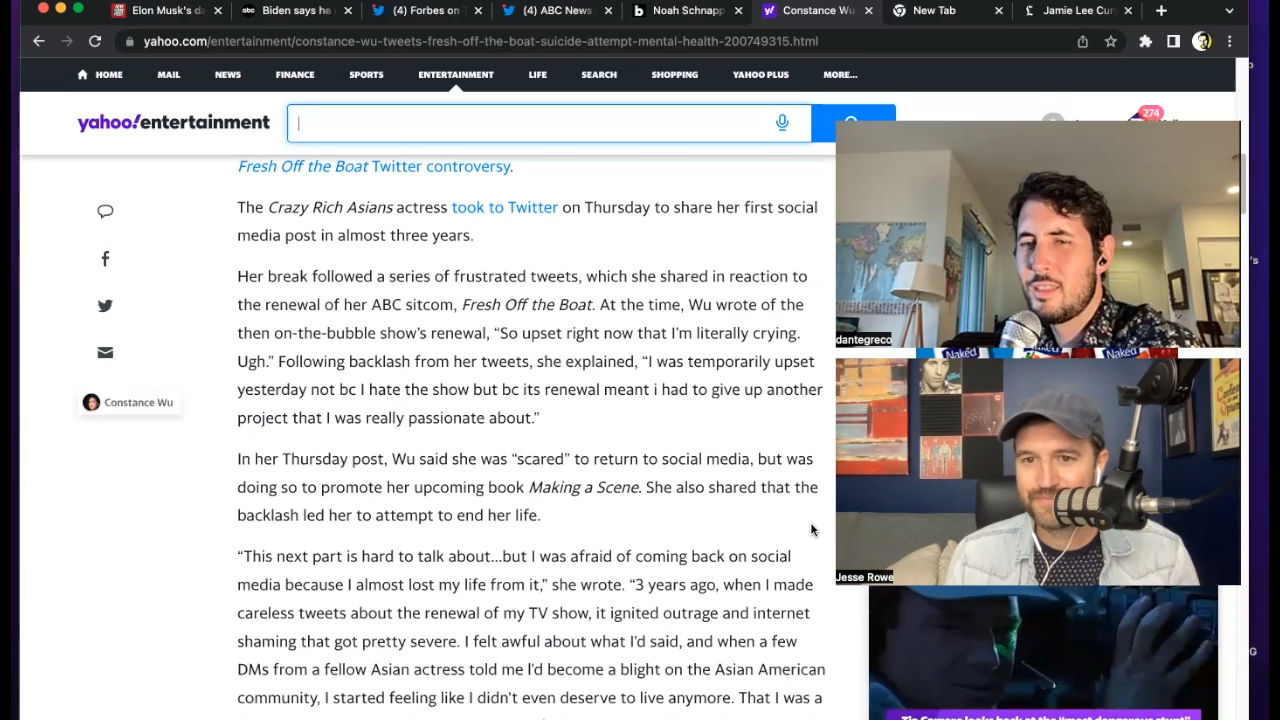 Elon Musk's da
Biden says he
(4) Forbes on T
(4) ABC News
Noah Schnapp
Constance Wu
New Tab
Jamie Lee Cur
yahoo.com/entertainment/constance-wu-tweets-fresh-off-the-boat-suicide-attempt-mental-health-200749315.html
HOME MAIL NEWS FINANCE SPORTS ENTERTAINMENT LIFE SEARCH SHOPPING YAHOO PLUS MORE...
yahoo!entertainment
274
Fresh Off the Boat Twitter controversy.
The Crazy Rich Asians actress took to Twitter on Thursday to share her first social
media post in almost three years.
Her break followed a series of frustrated tweets, which she shared in reaction to
the renewal of her ABC sitcom, Fresh Off the Boat. At the time, Wu wrote of the
then on-the-bubble show’s renewal, “So upset right now that I'm literally crying.
Ugh.” Following backlash from her tweets, she explained, “I was temporarily upset
yesterday not bc I hate the show but bc its renewal meant i had to give up another
project that I was really passionate about.”
Constance Wu
In her Thursday post, Wu said she was “scared” to return to social media, but was
doing so to promote her upcoming book Making a Scene. She also shared that the
backlash led her to attempt to end her life.
“This next part is hard to talk about...but I was afraid of coming back on social
media because I almost lost my life from it,” she wrote. “3 years ago, when I made
careless tweets about the renewal of my TV show, it ignited outrage and internet
shaming that got pretty severe. I felt awful about what I'd said, and when a few
DMs from a fellow Asian actress told me I'd become a blight on the Asian American
community, I started feeling like I didn't even deserve to live anymore. That I was a
dantegreco
Naked Naked
Jesse Rowe
Tia Carrere looks back at the “most dangerous stunt”